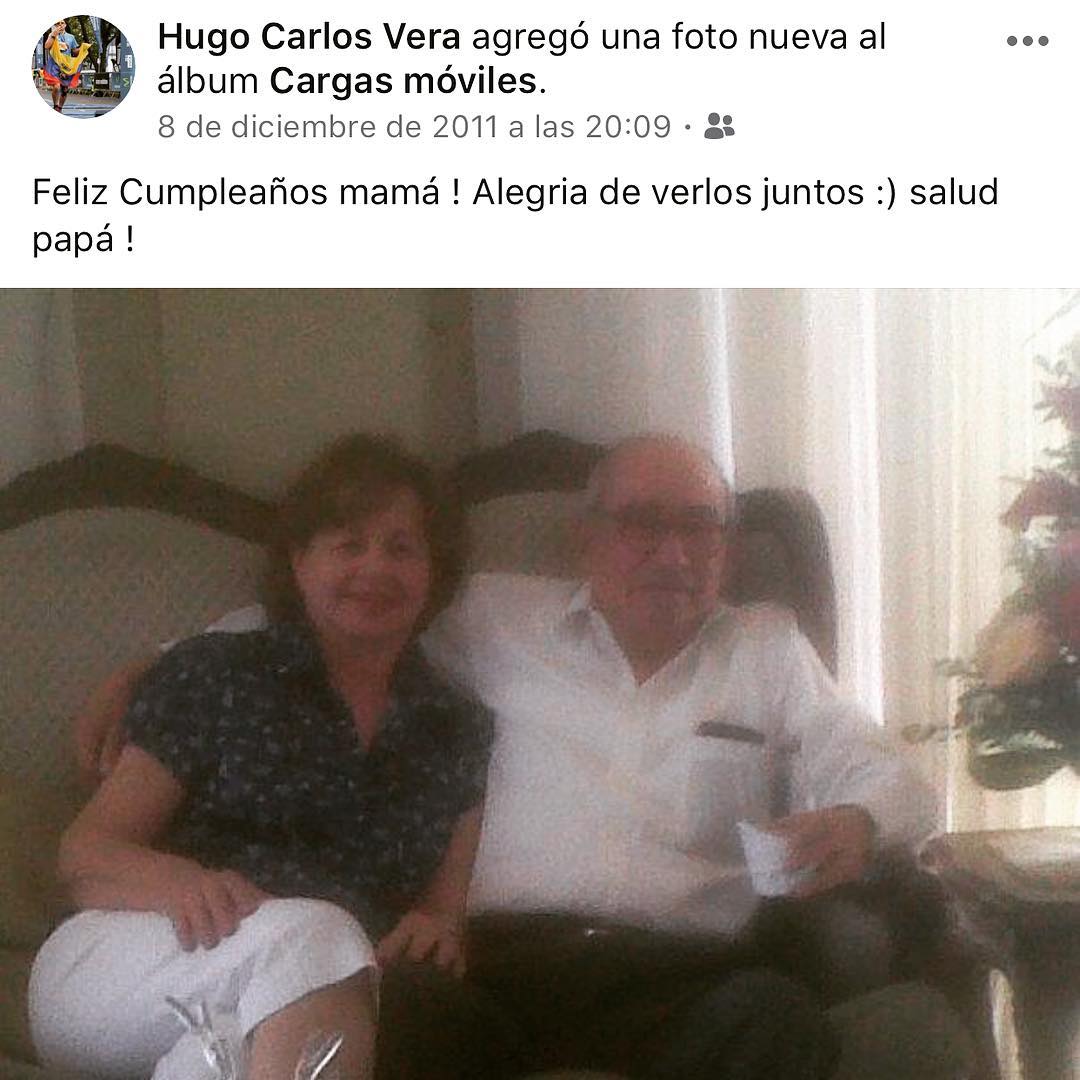 Hugo Carlos Vera agregó una foto nueva al
álbum Cargas móviles.
8 de diciembre de 2011 a las 20:09 ·
Feliz Cumpleaños mamá ! Alegria de verlos juntos :) salud
papá !